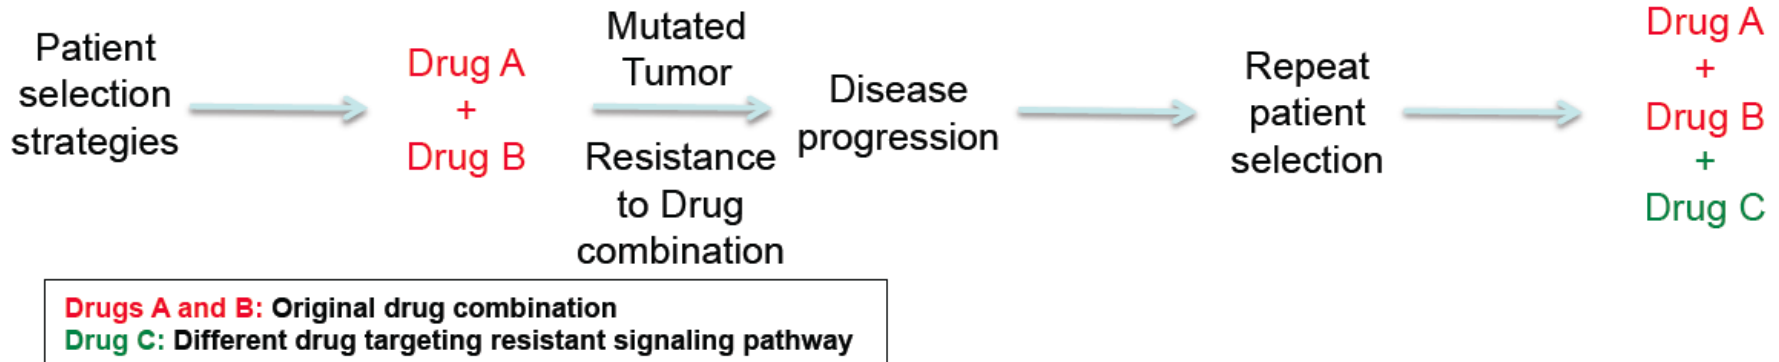 Patient
selection
strategies
Drug A
+
Drug B
Mutated
Tumor
Resistance
to Drug
combination
Disease
progression
Repeat
patient
selection
Drug A
+
Drug B
+
Drug C
Drugs A and B: Original drug combination
Drug C: Different drug targeting resistant signaling pathway